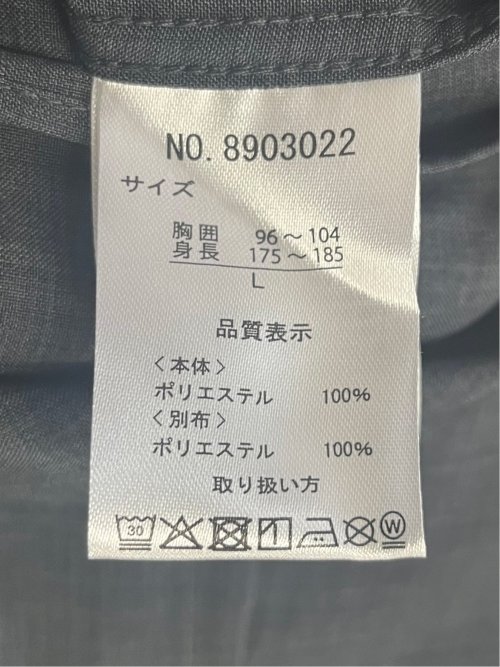 NO. 8903022
サイズ
胸囲 96～104
身長 175～185
L
品質表示
〈本体〉
ポリエステル 100%
〈別布〉
ポリエステル 100%
取り扱い方
30
W